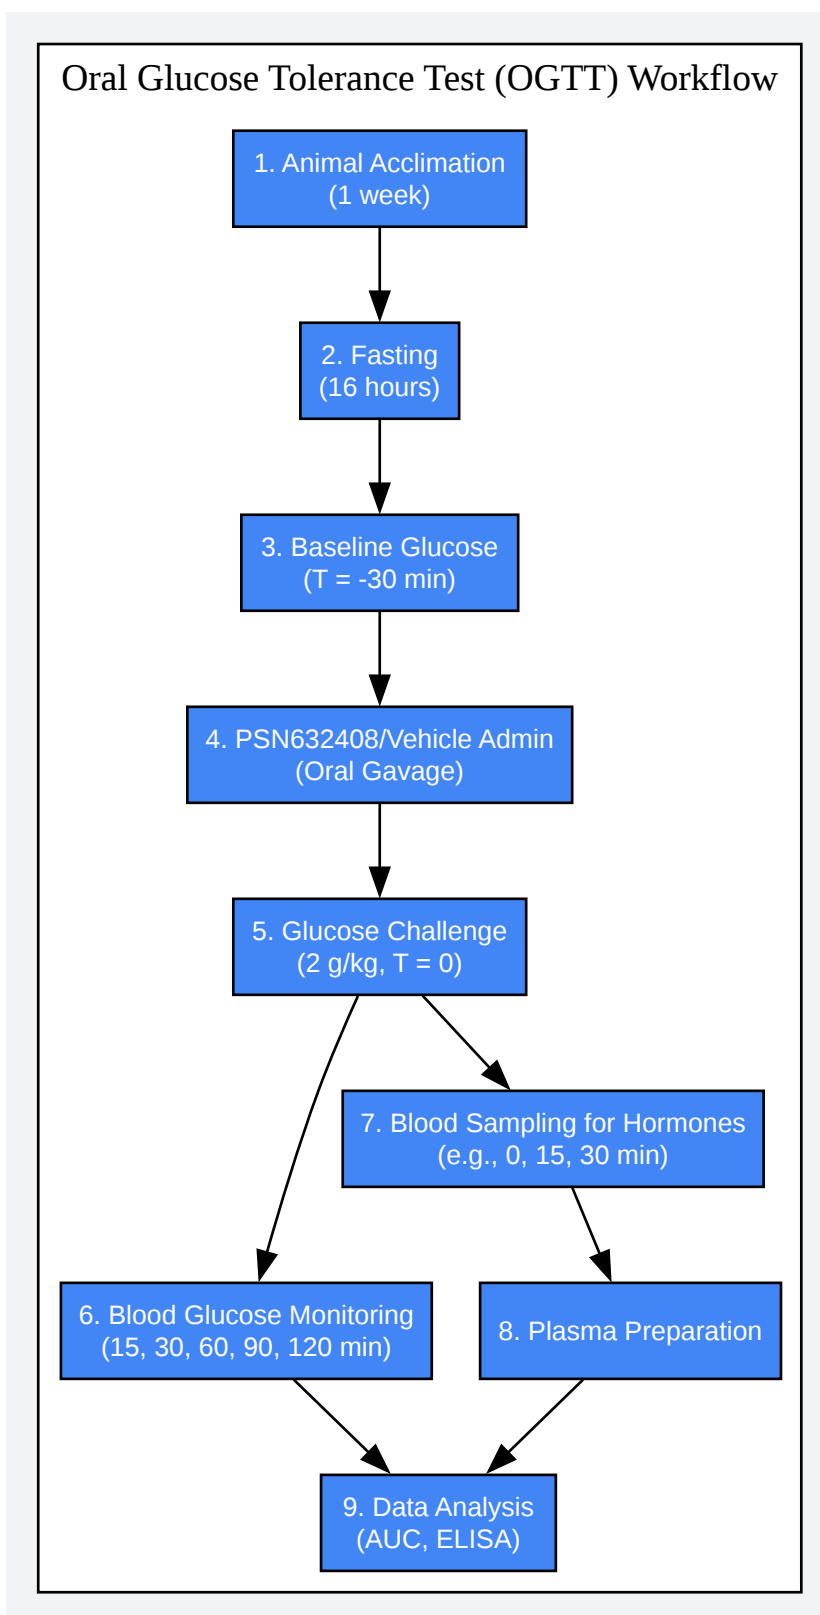 Oral Glucose Tolerance Test (OGTT) Workflow
1. Animal Acclimation
(1 week)
2. Fasting
(16 hours)
3. Baseline Glucose
(T = -30 min)
4. PSN632408/Vehicle Admin
(Oral Gavage)
5. Glucose Challenge
(2 g/kg, T = 0)
7. Blood Sampling for Hormones
(e.g., 0, 15, 30 min)
6. Blood Glucose Monitoring
(15, 30, 60, 90, 120 min)
8. Plasma Preparation
9. Data Analysis
(AUC, ELISA)